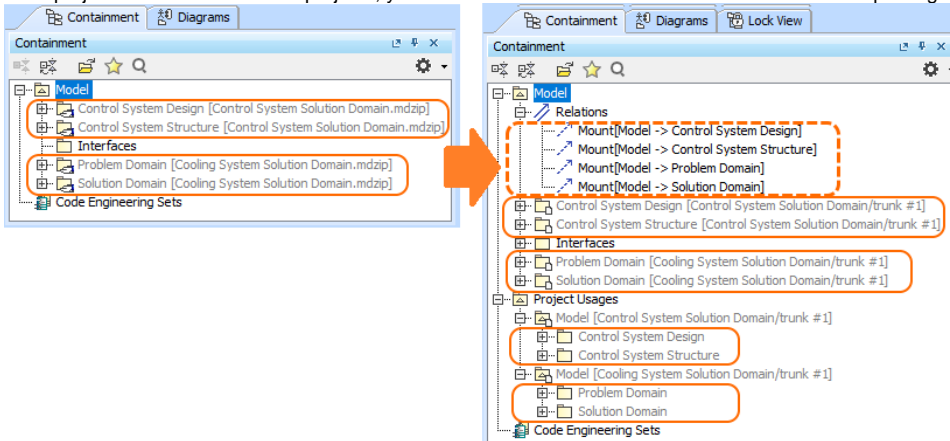 Containment Diagrams
Containment
Model
Control System Design [Control System Solution Domain.mdzip]
Control System Structure [Control System Solution Domain.mdzip]
Interfaces
Problem Domain [Cooling System Solution Domain.mdzip]
Solution Domain [Cooling System Solution Domain.mdzip]
Code Engineering Sets
Containment Diagrams Lock View
Containment
Model
Relations
Mount[Model -> Control System Design]
Mount[Model -> Control System Structure]
Mount[Model -> Problem Domain]
Mount[Model -> Solution Domain]
Control System Design [Control System Solution Domain/trunk #1]
Control System Structure [Control System Solution Domain/trunk #1]
Interfaces
Problem Domain [Cooling System Solution Domain/trunk #1]
Solution Domain [Cooling System Solution Domain/trunk #1]
Project Usages
Model [Control System Solution Domain/trunk #1]
Control System Design
Control System Structure
Model [Cooling System Solution Domain/trunk #1]
Problem Domain
Solution Domain
Code Engineering Sets